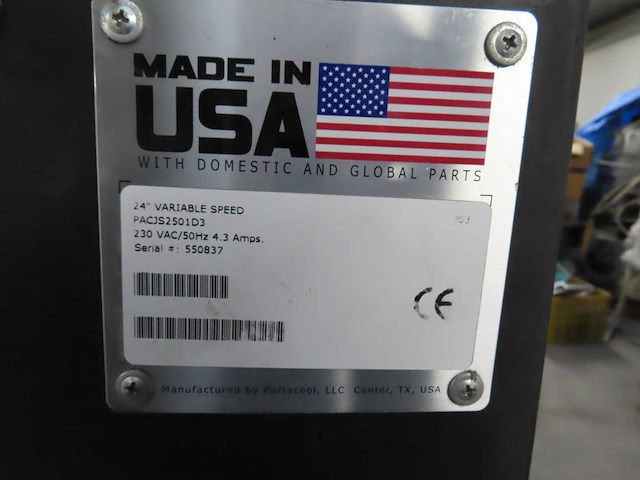 MADE IN
USA
WITH DOMESTIC AND GLOBAL PARTS
24" VARIABLE SPEED
PACJS2501D3
230 VAC/50Hz 4.3 Amps.
Serial #: 550837
CE
Manufactured by Portacool, LLC Center, TX, USA